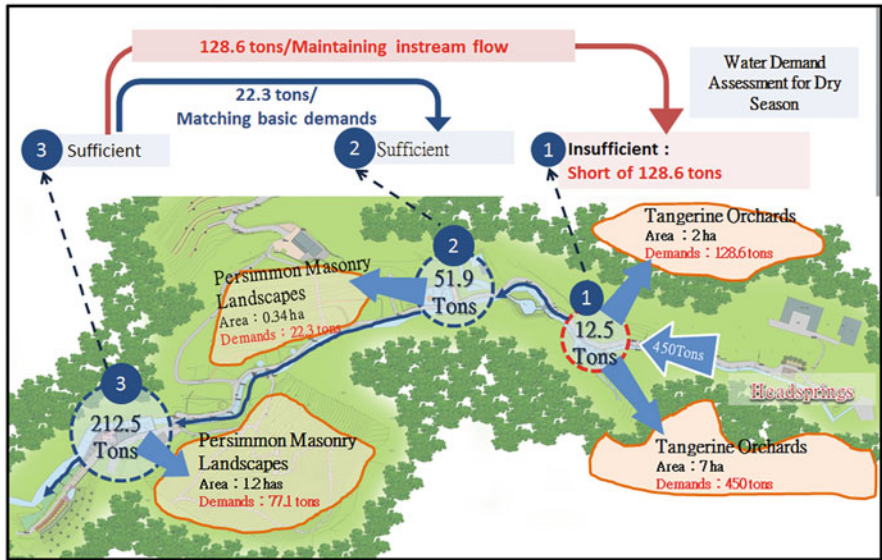 128.6 tons/Maintaining instream flow
Water Demand
Assessment for Dry
Season
22.3 tons/
Matching basic demands
3 Sufficient
2 Sufficient
1 Insufficient :
Short of 128.6 tons
Tangerine Orchards
Area : 2 ha
Demands : 128.6 tons
2
51.9
Tons
Persimmon Masonry
Landscapes
Area : 0.34 ha
Demands : 22.3 tons
1
12.5
Tons
450Tons
Headsprings
3
212.5
Tons
Persimmon Masonry
Landscapes
Area : 1.2 has
Demands : 77.1 tons
Tangerine Orchards
Area : 7 ha
Demands : 450 tons